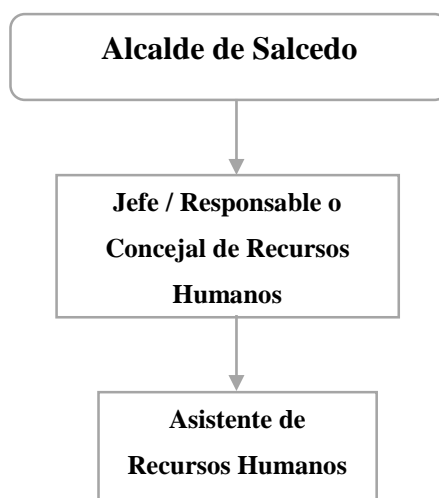 Alcalde de Salcedo
Jefe / Responsable o
Concejal de Recursos
Humanos
Asistente de
Recursos Humanos